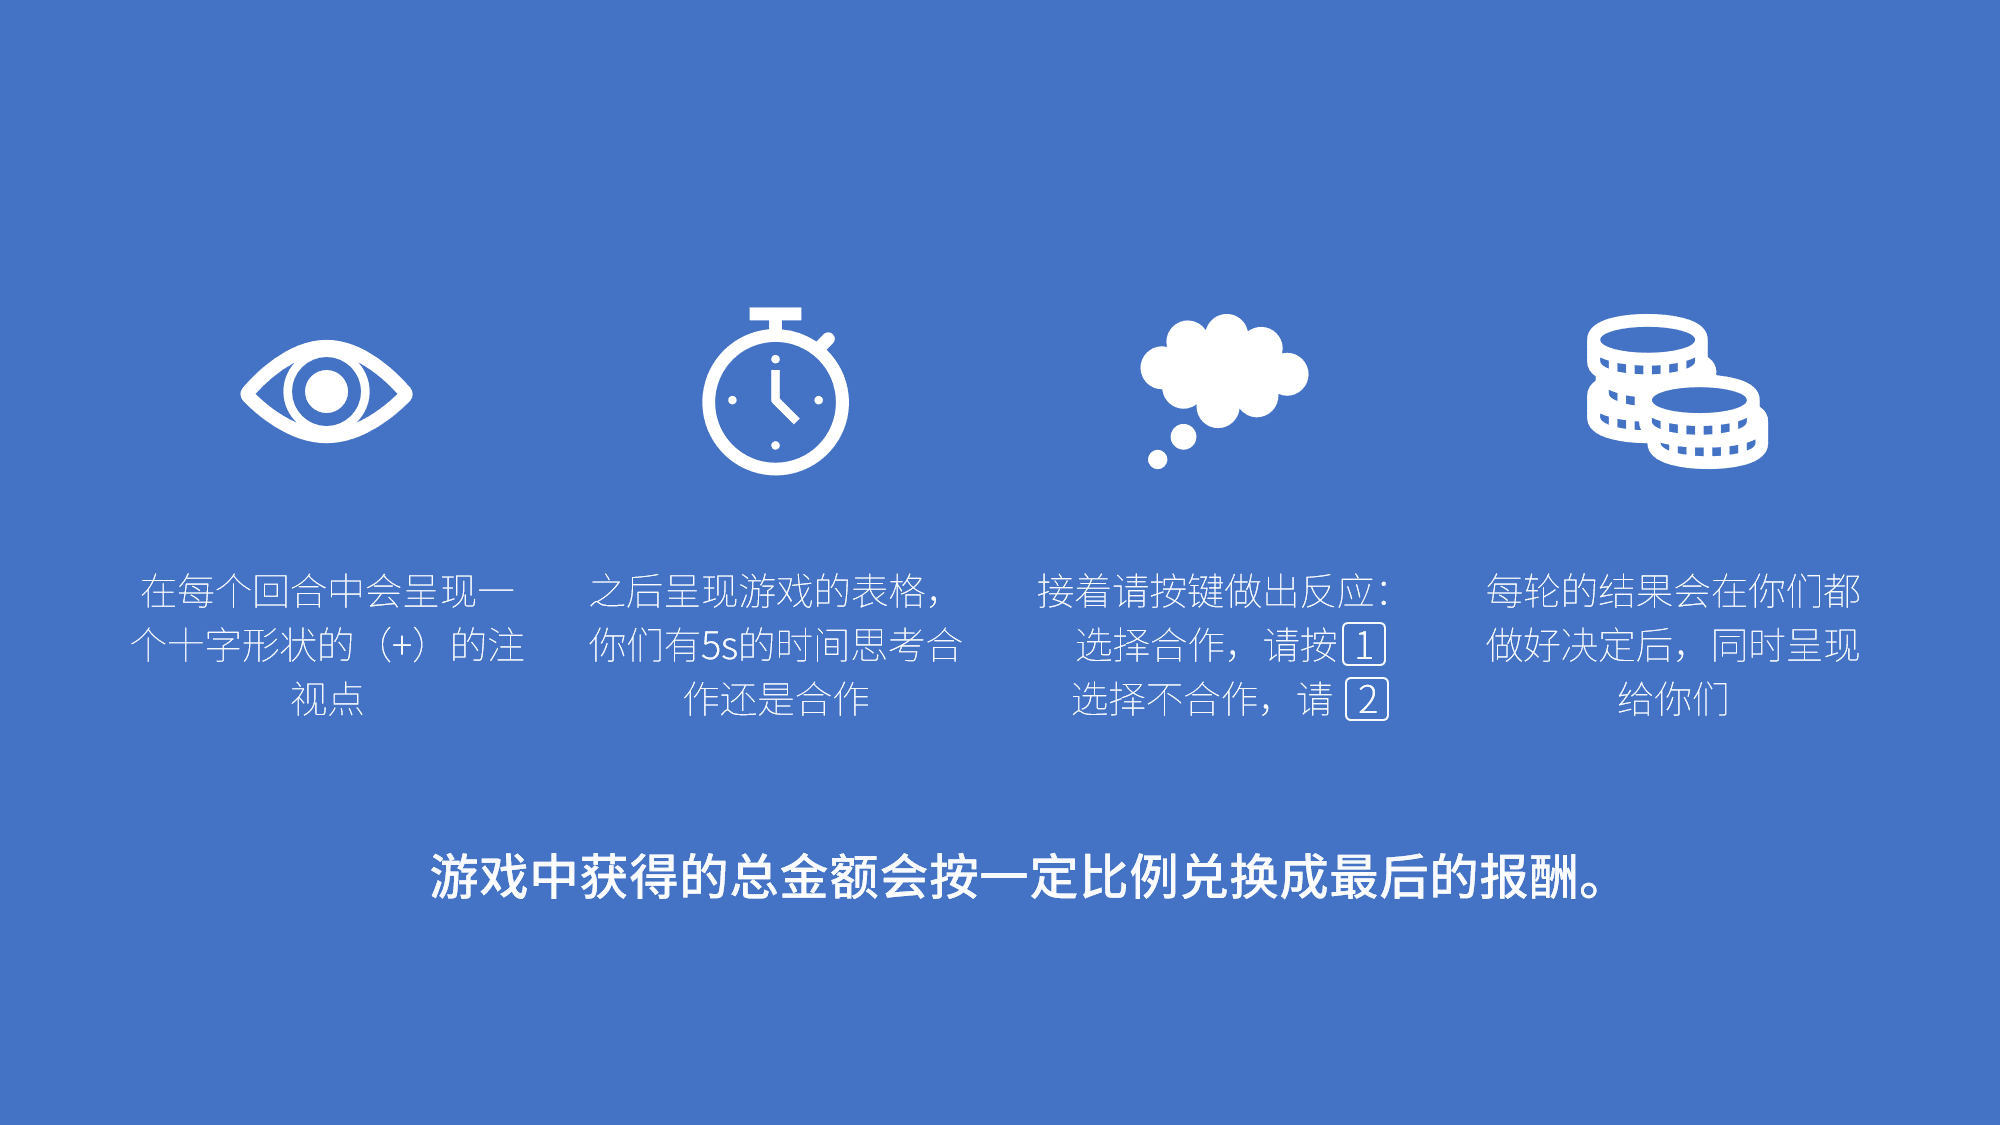 在每个回合中会呈现一
个十字形状的（+）的注
视点
之后呈现游戏的表格，
你们有5s的时间思考合
作还是合作
接着请按键做出反应：
选择合作，请按 1
选择不合作，请 2
每轮的结果会在你们都
做好决定后，同时呈现
给你们
游戏中获得的总金额会按一定比例兑换成最后的报酬。